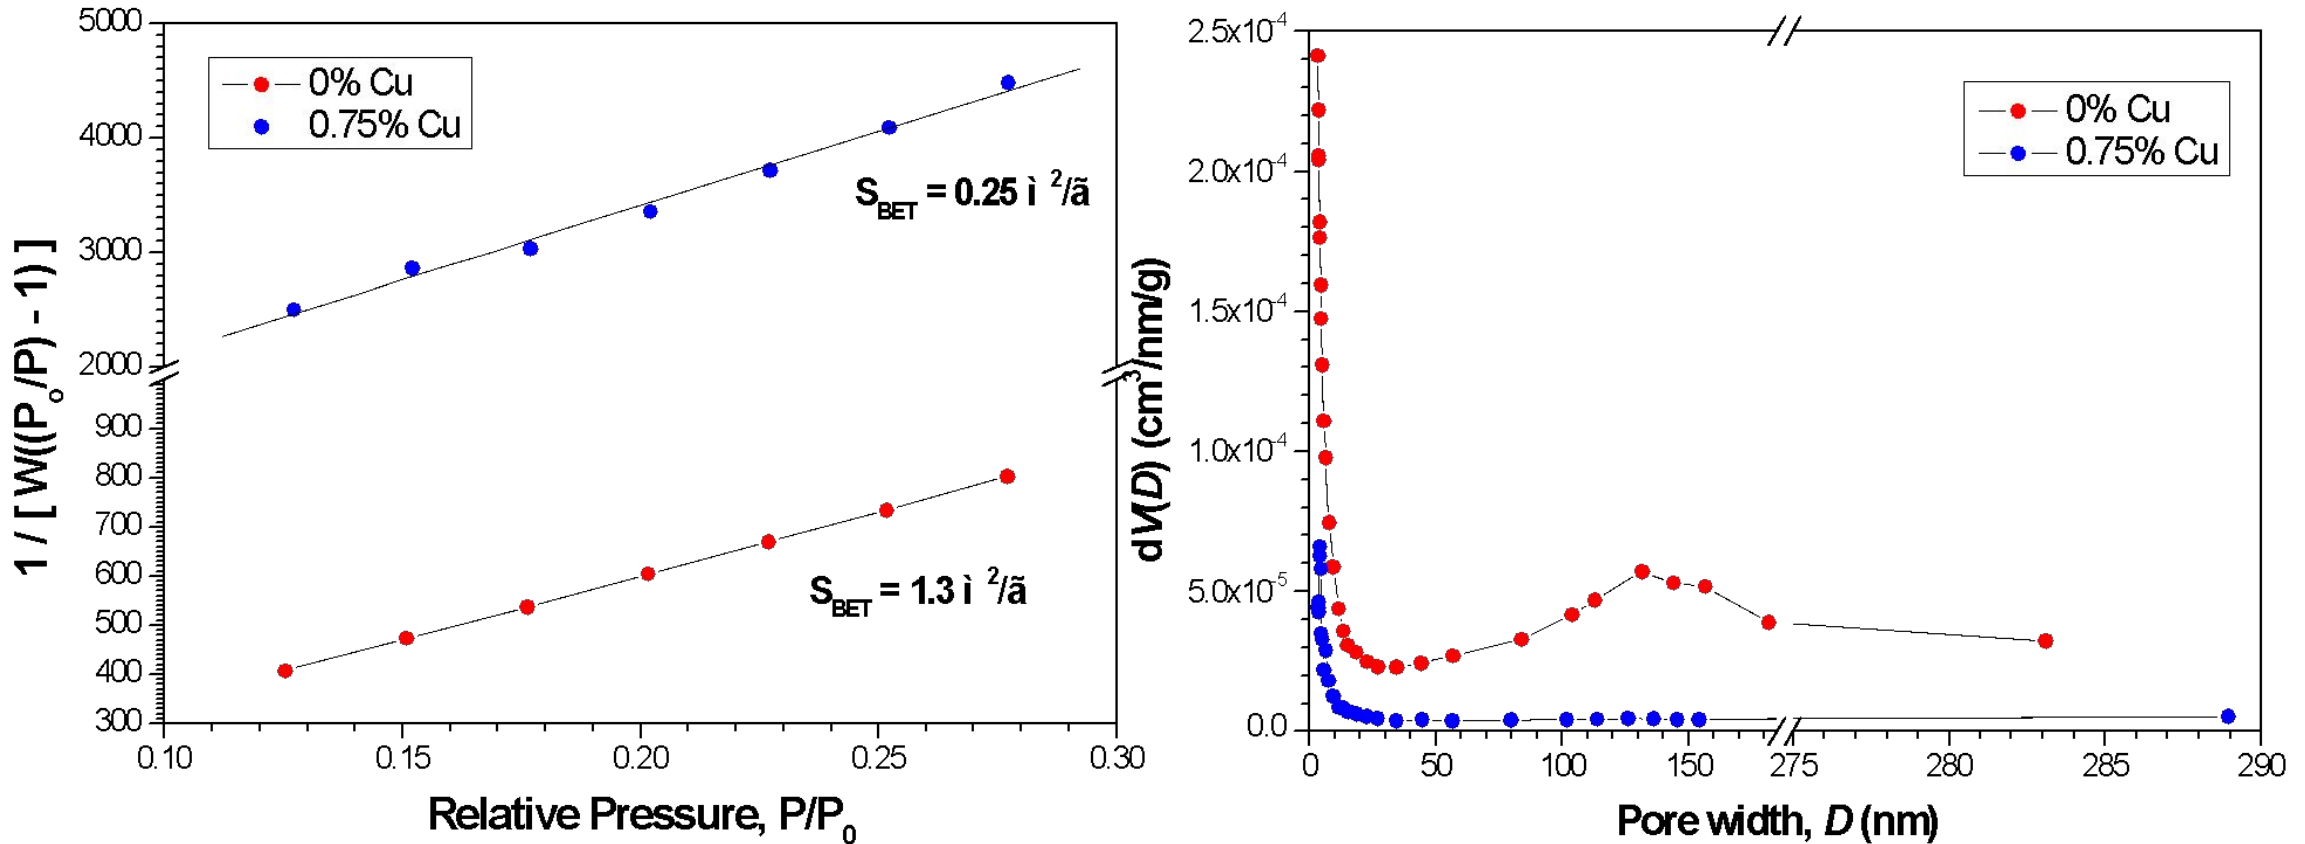 5000
4000
3000
2000
900
800
700
600
500
400
300
0.10
0.15
0.20
0.25
0.30
1 / [ W((Pₒ/P) - 1) ]
Relative Pressure, P/P₀
0% Cu
0.75% Cu
S_BET = 0.25 ì ²/ã
S_BET = 1.3 ì ²/ã
2.5x10⁻⁴
2.0x10⁻⁴
1.5x10⁻⁴
1.0x10⁻⁴
5.0x10⁻⁵
0.0
0
50
100
150
275
280
285
290
dV(D) (cm³/nm/g)
Pore width, D (nm)
0% Cu
0.75% Cu